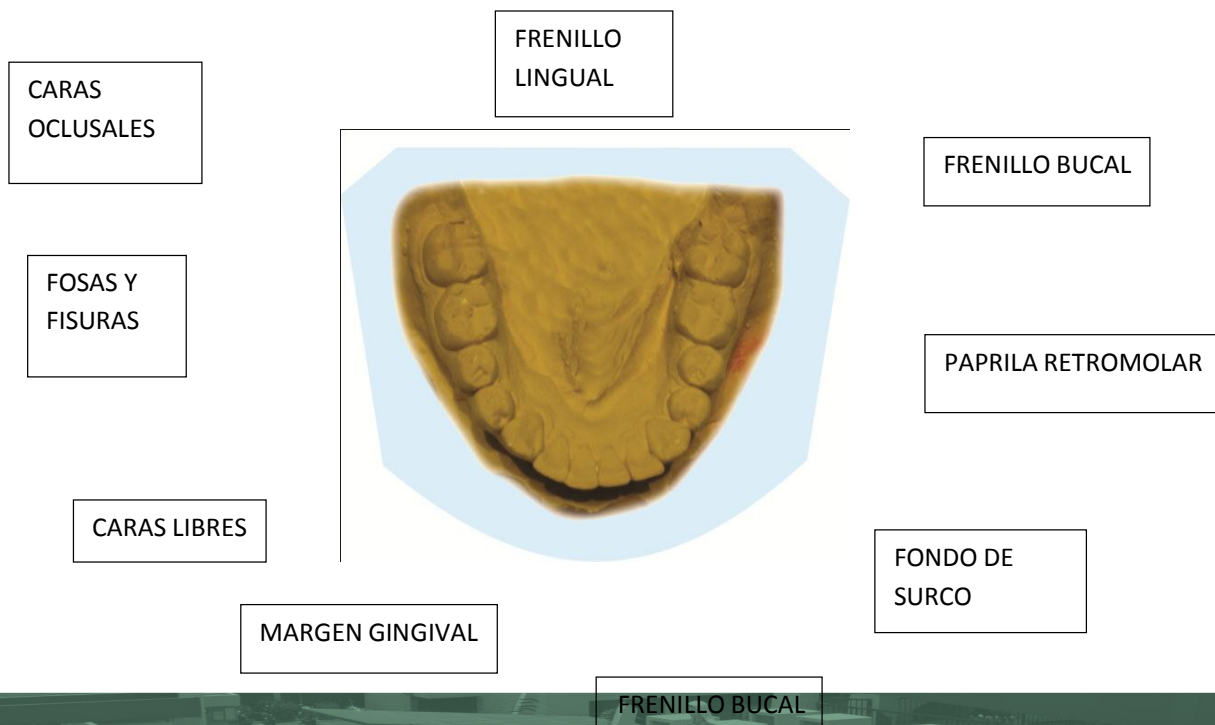 FRENILLO
LINGUAL
CARAS
OCLUSALES
FRENILLO BUCAL
FOSAS Y
FISURAS
PAPRILA RETROMOLAR
CARAS LIBRES
FONDO DE
SURCO
MARGEN GINGIVAL
FRENILLO BUCAL